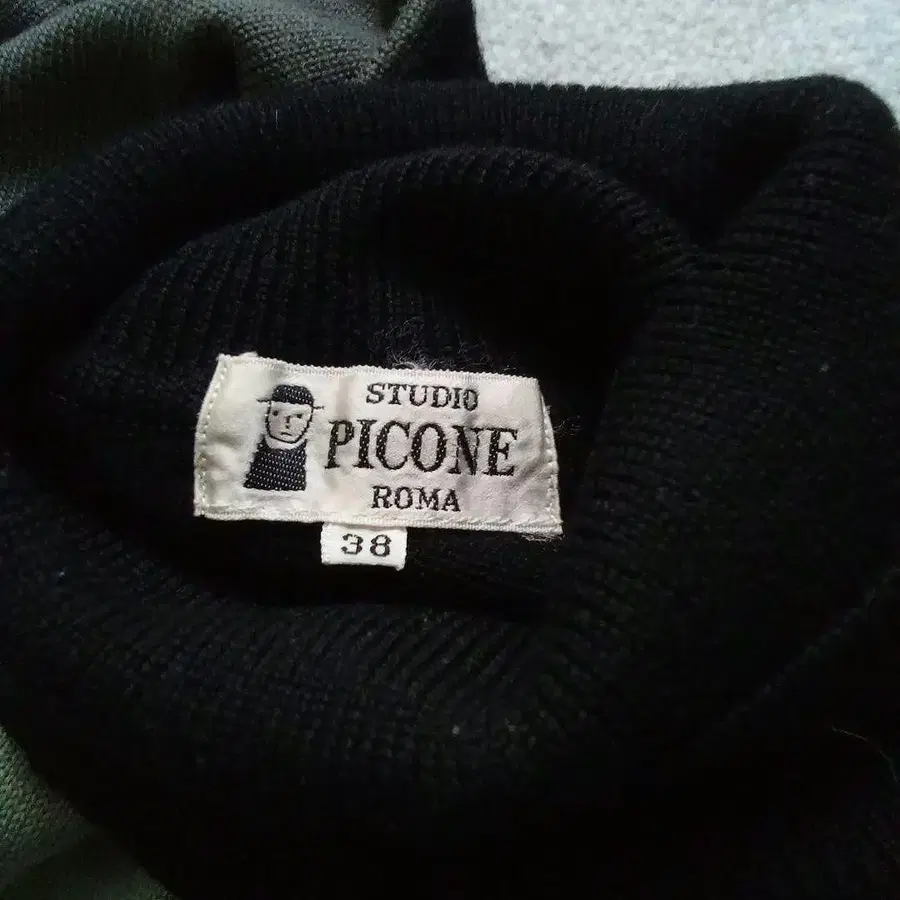 STUDIO
PICONE
ROMA
38